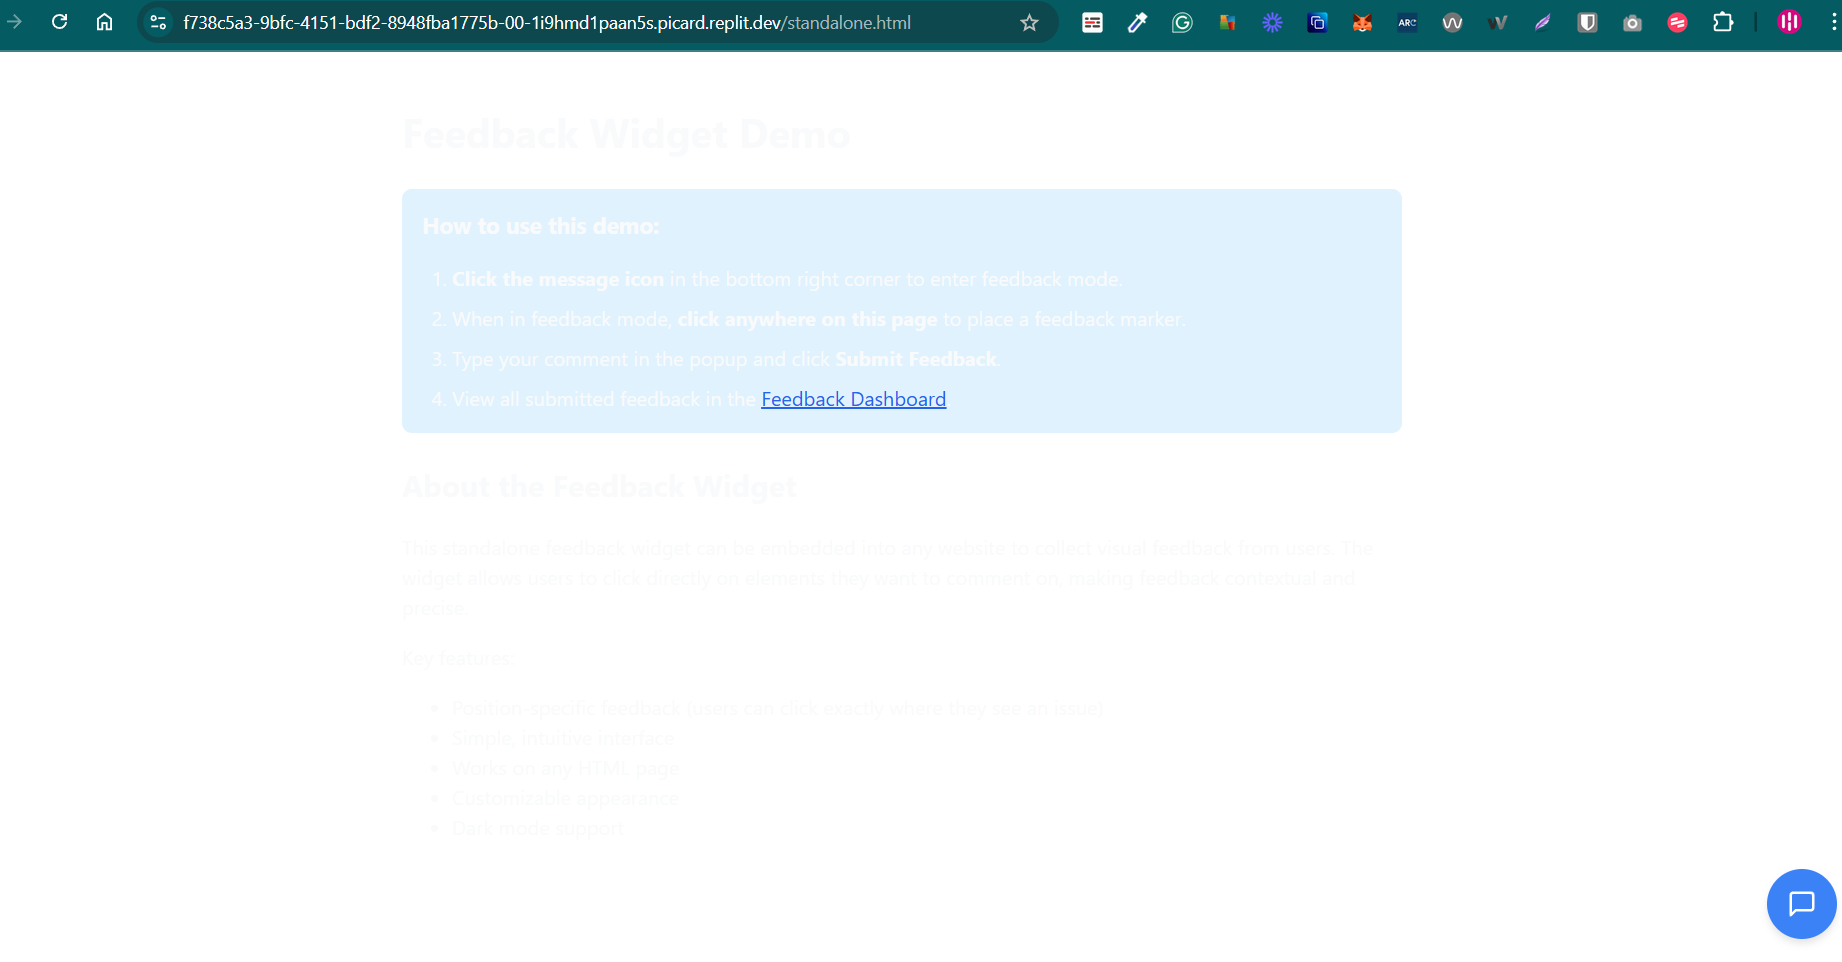 f738c5a3-9bfc-4151-bdf2-8948fba1775b-00-1i9hmd1paan5s.picard.replit.dev/standalone.html
ARC
Feedback Widget Demo
How to use this demo:
1. Click the message icon in the bottom right corner to enter feedback mode.
2. When in feedback mode, click anywhere on this page to place a feedback marker.
3. Type your comment in the popup and click Submit Feedback.
4. View all submitted feedback in the Feedback Dashboard
About the Feedback Widget
This standalone feedback widget can be embedded into any website to collect visual feedback from users. The
widget allows users to click directly on elements they want to comment on, making feedback contextual and
precise.
Key features:
• Position-specific feedback (users can click exactly where they see an issue)
• Simple, intuitive interface
• Works on any HTML page
• Customizable appearance
• Dark mode support